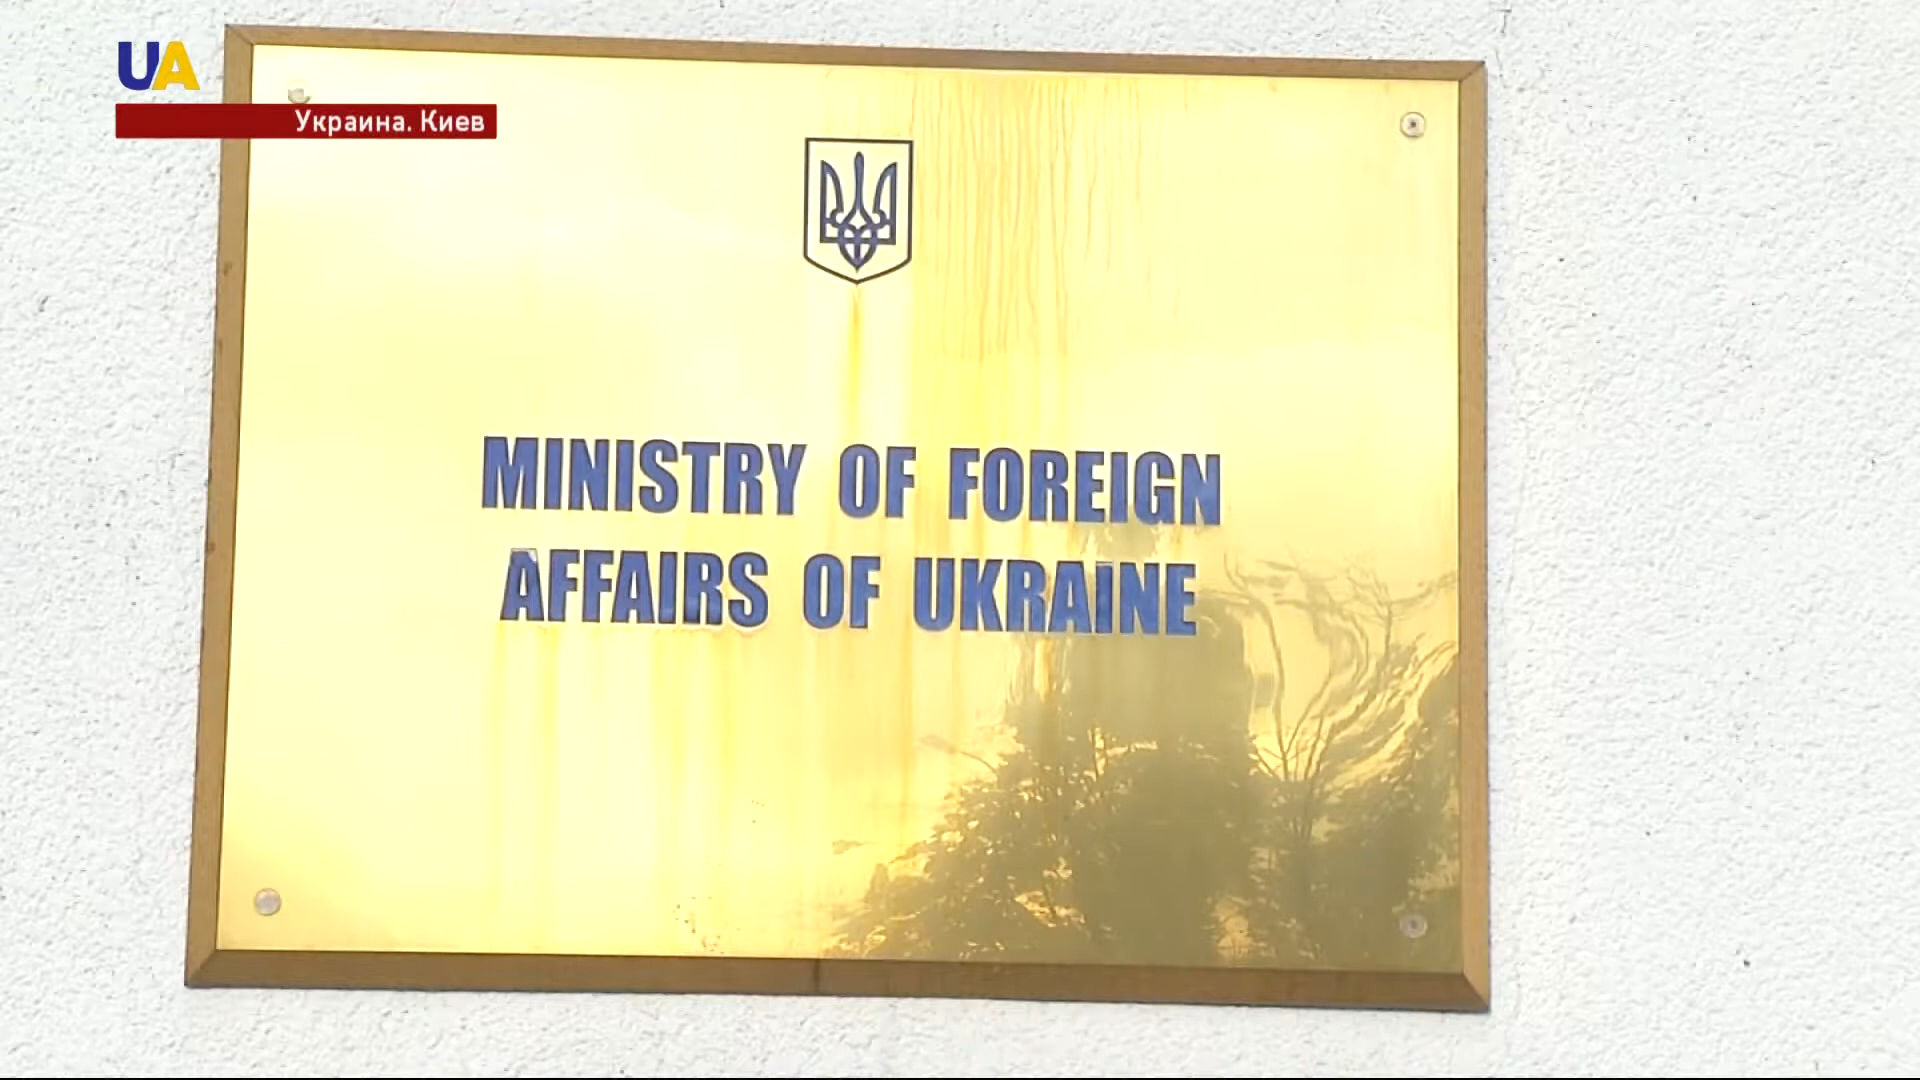 UA
Украина. Киев
MINISTRY OF FOREIGN
AFFAIRS OF UKRAINE